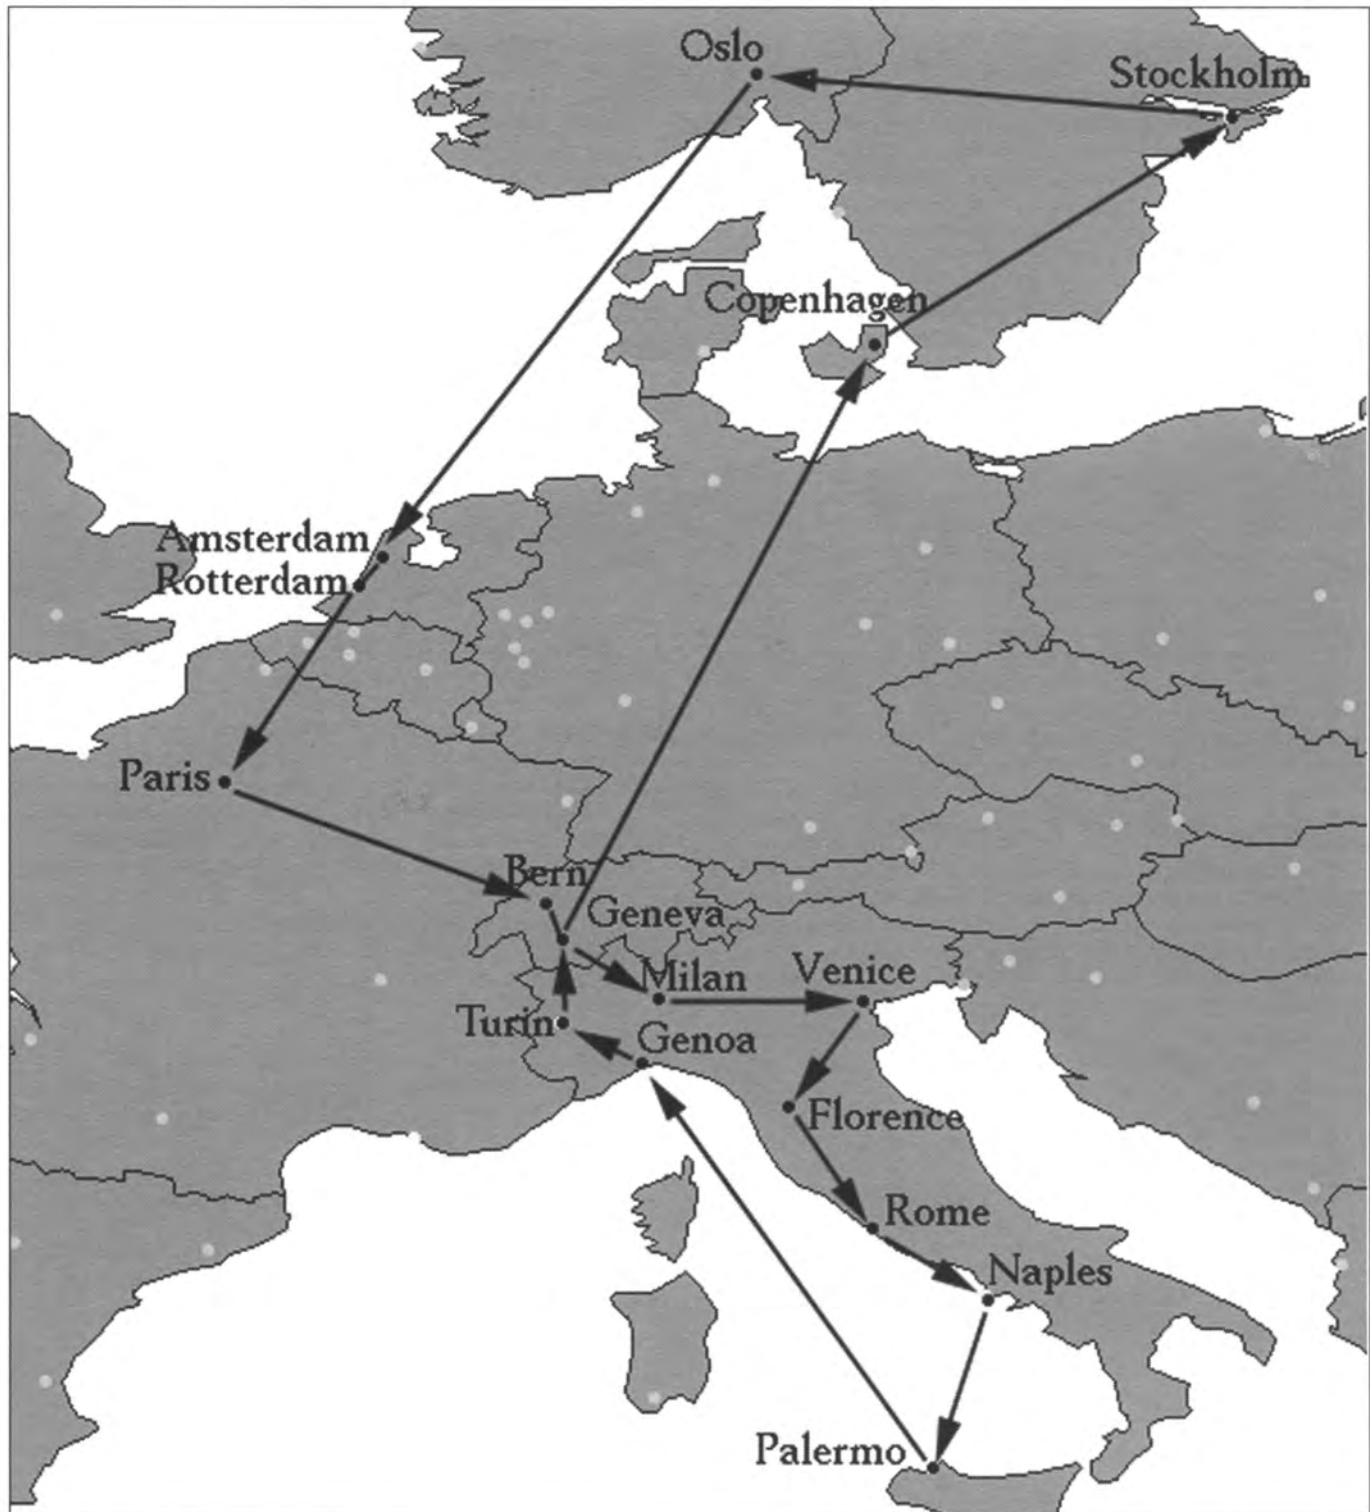 Oslo
Stockholm
Copenhagen
Amsterdam
Rotterdam
Paris
Bern
Geneva
Milan
Venice
Turin
Genoa
Florence
Rome
Naples
Palermo